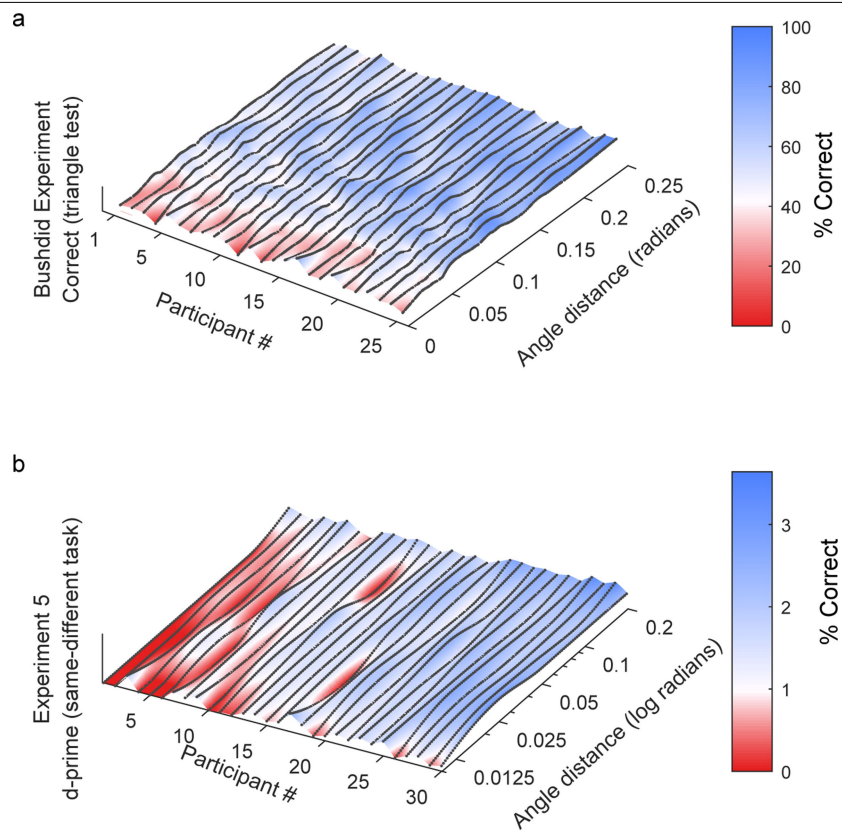 a
Bushdid Experiment
Correct (triangle test)
1
5
10
15
20
25
Participant #
0
0.05
0.1
0.15
0.2
0.25
Angle distance (radians)
100
80
60
40
20
0
% Correct
b
Experiment 5
d-prime (same-different task)
5
10
15
20
25
30
Participant #
0.0125
0.025
0.05
0.1
0.2
Angle distance (log radians)
3
2
1
0
% Correct